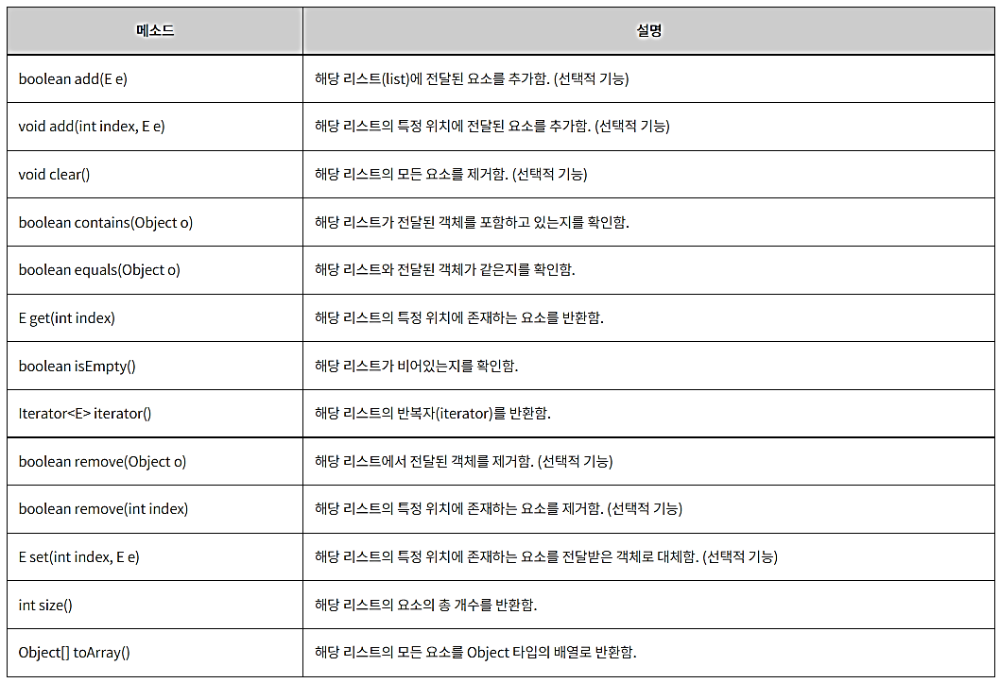 메소드 설명
boolean add(E e) 해당 리스트(list)에 전달된 요소를 추가함. (선택적 기능)
void add(int index, E e) 해당 리스트의 특정 위치에 전달된 요소를 추가함. (선택적 기능)
void clear() 해당 리스트의 모든 요소를 제거함. (선택적 기능)
boolean contains(Object o) 해당 리스트가 전달된 객체를 포함하고 있는지를 확인함.
boolean equals(Object o) 해당 리스트와 전달된 객체가 같은지를 확인함.
E get(int index) 해당 리스트의 특정 위치에 존재하는 요소를 반환함.
boolean isEmpty() 해당 리스트가 비어있는지를 확인함.
Iterator<E> iterator() 해당 리스트의 반복자(iterator)를 반환함.
boolean remove(Object o) 해당 리스트에서 전달된 객체를 제거함. (선택적 기능)
boolean remove(int index) 해당 리스트의 특정 위치에 존재하는 요소를 제거함. (선택적 기능)
E set(int index, E e) 해당 리스트의 특정 위치에 존재하는 요소를 전달받은 객체로 대체함. (선택적 기능)
int size() 해당 리스트의 요소의 총 개수를 반환함.
Object[] toArray() 해당 리스트의 모든 요소를 Object 타입의 배열로 반환함.